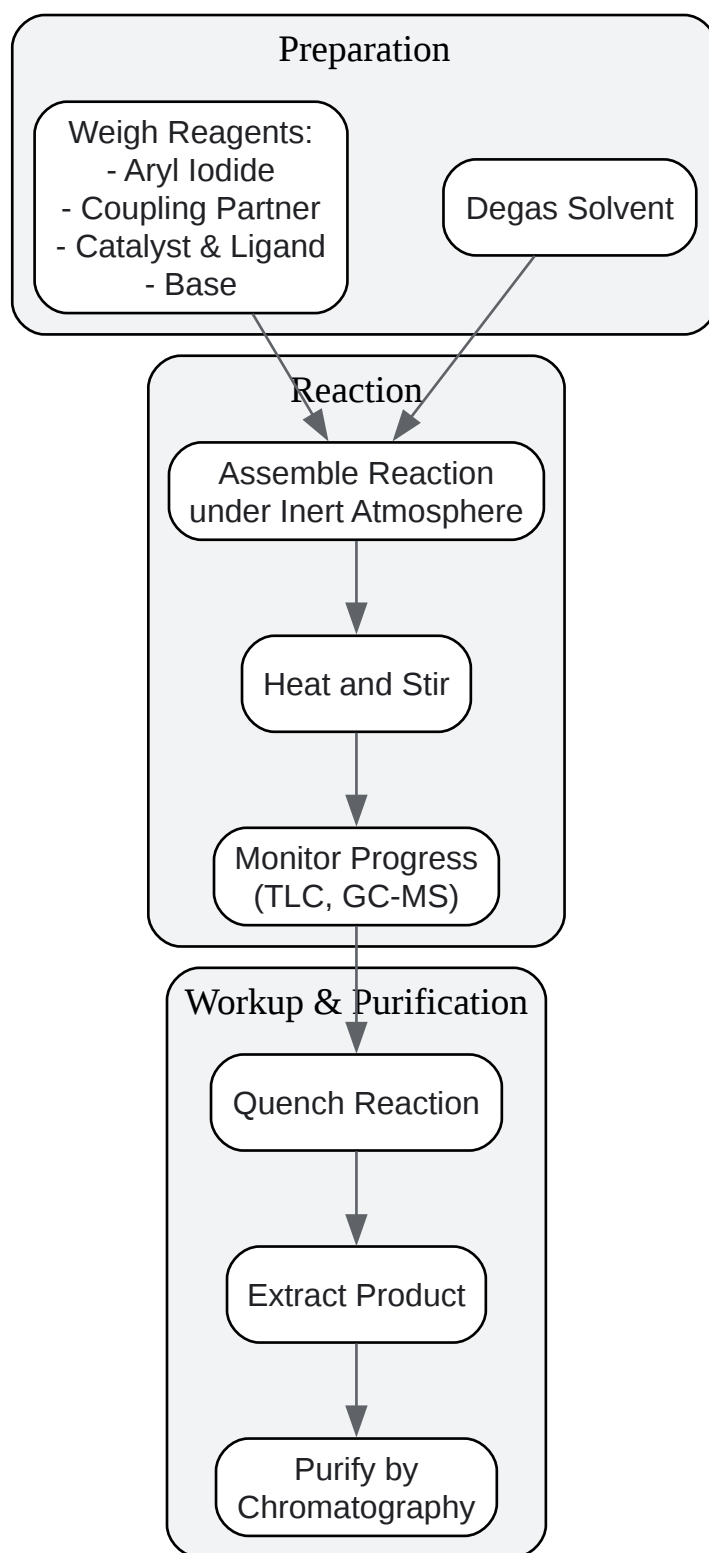 Preparation
Weigh Reagents:
- Aryl Iodide
- Coupling Partner
- Catalyst & Ligand
- Base
Degas Solvent
Reaction
Assemble Reaction
under Inert Atmosphere
Heat and Stir
Monitor Progress
(TLC, GC-MS)
Workup & Purification
Quench Reaction
Extract Product
Purify by
Chromatography